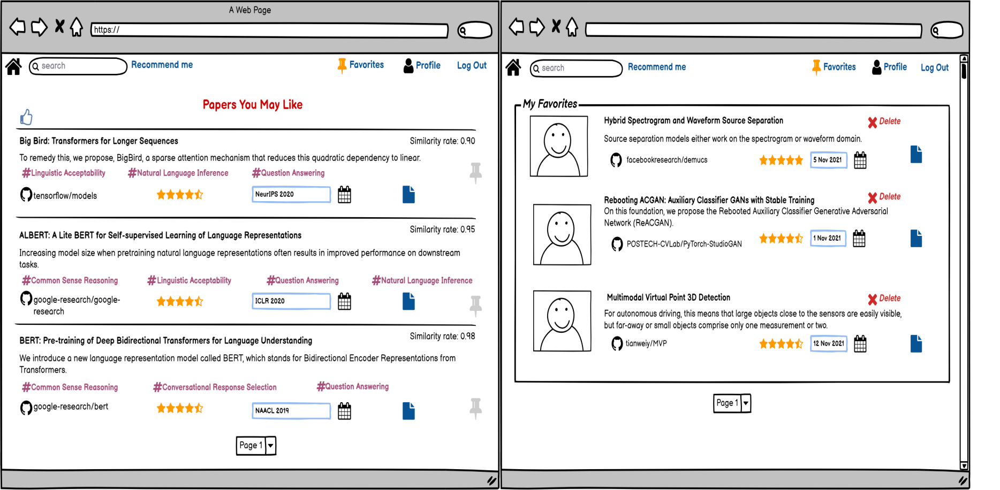 A Web Page
https://
search
Recommend me
Favorites
Profile
Log Out
Papers You May Like
Big Bird: Transformers for Longer Sequences
Similarity rate: 0.90
To remedy this, we propose, BigBird, a sparse attention mechanism that reduces this quadratic dependency to linear.
#Linguistic Acceptability
#Natural Language Inference
#Question Answering
tensorflow/models
NeurIPS 2020
ALBERT: A Lite BERT for Self-supervised Learning of Language Representations
Similarity rate: 0.95
Increasing model size when pretraining natural language representations often results in improved performance on downstream
tasks.
#Common Sense Reasoning
#Linguistic Acceptability
#Question Answering
#Natural Language Inference
google-research/google-
research
ICLR 2020
BERT: Pre-training of Deep Bidirectional Transformers for Language Understanding
Similarity rate: 0.98
We introduce a new language representation model called BERT, which stands for Bidirectional Encoder Representations from
Transformers.
#Common Sense Reasoning
#Conversational Response Selection
#Question Answering
google-research/bert
NAACL 2019
Page 1
search
Recommend me
Favorites
Profile
Log Out
My Favorites
Hybrid Spectrogram and Waveform Source Separation
Delete
Source separation models either work on the spectrogram or waveform domain.
facebookresearch/demucs
5 Nov 2021
Rebooting ACGAN: Auxiliary Classifier GANs with Stable Training
Delete
On this foundation, we propose the Rebooted Auxiliary Classifier Generative Adversarial
Network (ReACGAN).
POSTECH-CVLab/PyTorch-StudioGAN
1 Nov 2021
Multimodal Virtual Point 3D Detection
Delete
For autonomous driving, this means that large objects close to the sensors are easily visible,
but far-away or small objects comprise only one measurement or two.
tianweiy/MVP
12 Nov 2021
Page 1